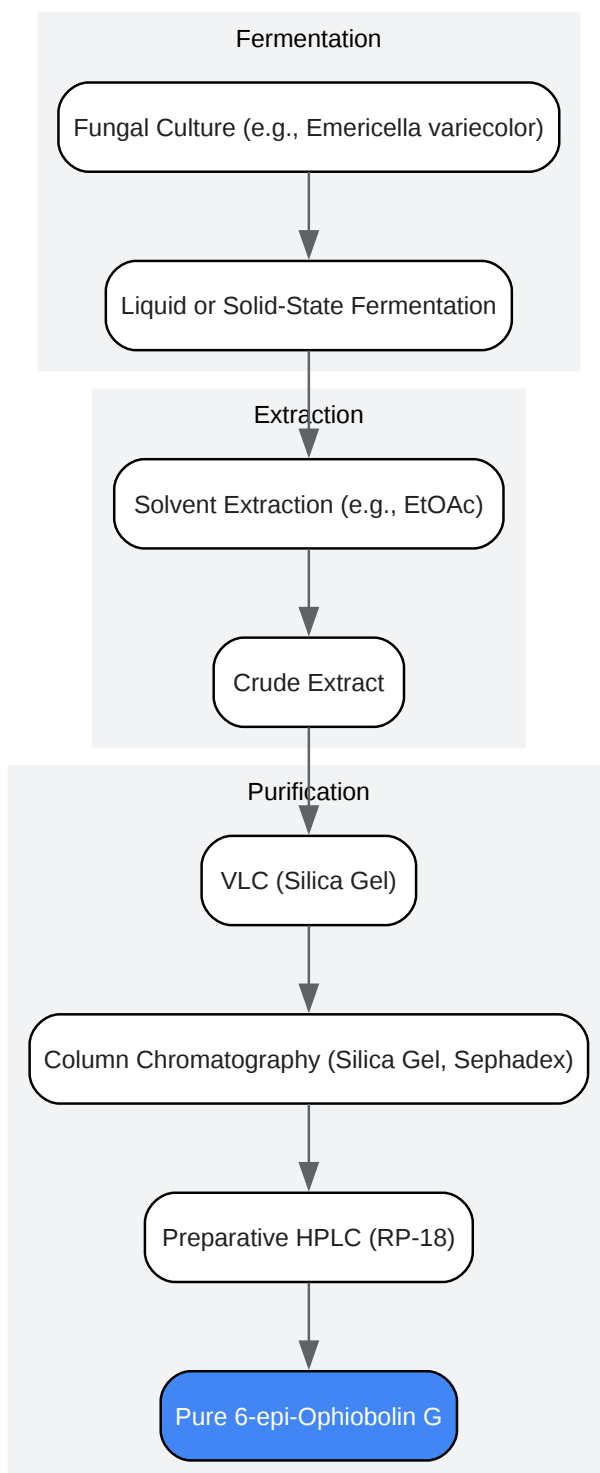 Fermentation
Fungal Culture (e.g., Emericella variecolor)
Liquid or Solid-State Fermentation
Extraction
Solvent Extraction (e.g., EtOAc)
Crude Extract
Purification
VLC (Silica Gel)
Column Chromatography (Silica Gel, Sephadex)
Preparative HPLC (RP-18)
Pure 6-epi-Ophiobolin G